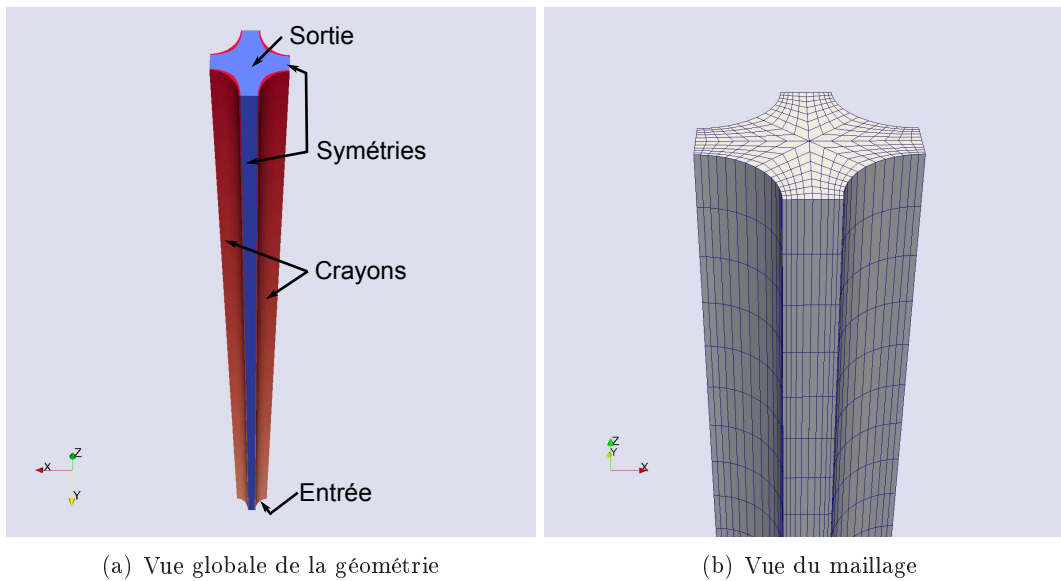 Sortie
Symétries
Crayons
Entrée
Z
X
Y
(a) Vue globale de la géométrie
Z
Y
X
(b) Vue du maillage